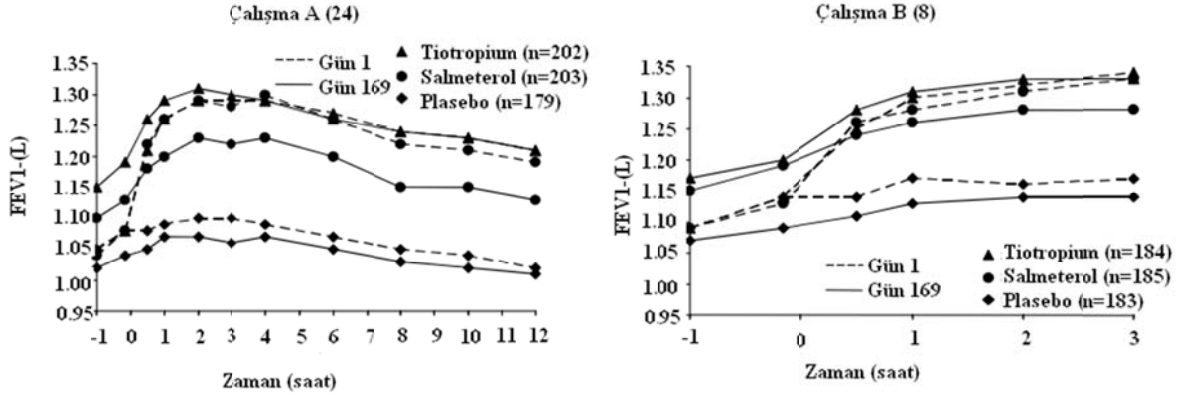 Çalışma A (24)
Gün 1
Gün 169
Tiotropium (n=202)
Salmeterol (n=203)
Plasebo (n=179)
FEV1-(L)
1.35
1.30
1.25
1.20
1.15
1.10
1.05
1.00
0.95
-1 0 1 2 3 4 5 6 7 8 9 10 11 12
Zaman (saat)
Çalışma B (8)
FEV1-(L)
1.35
1.30
1.25
1.20
1.15
1.10
1.05
1.00
0.95
Gün 1
Gün 169
Tiotropium (n=184)
Salmeterol (n=185)
Plasebo (n=183)
-1 0 1 2 3
Zaman (saat)